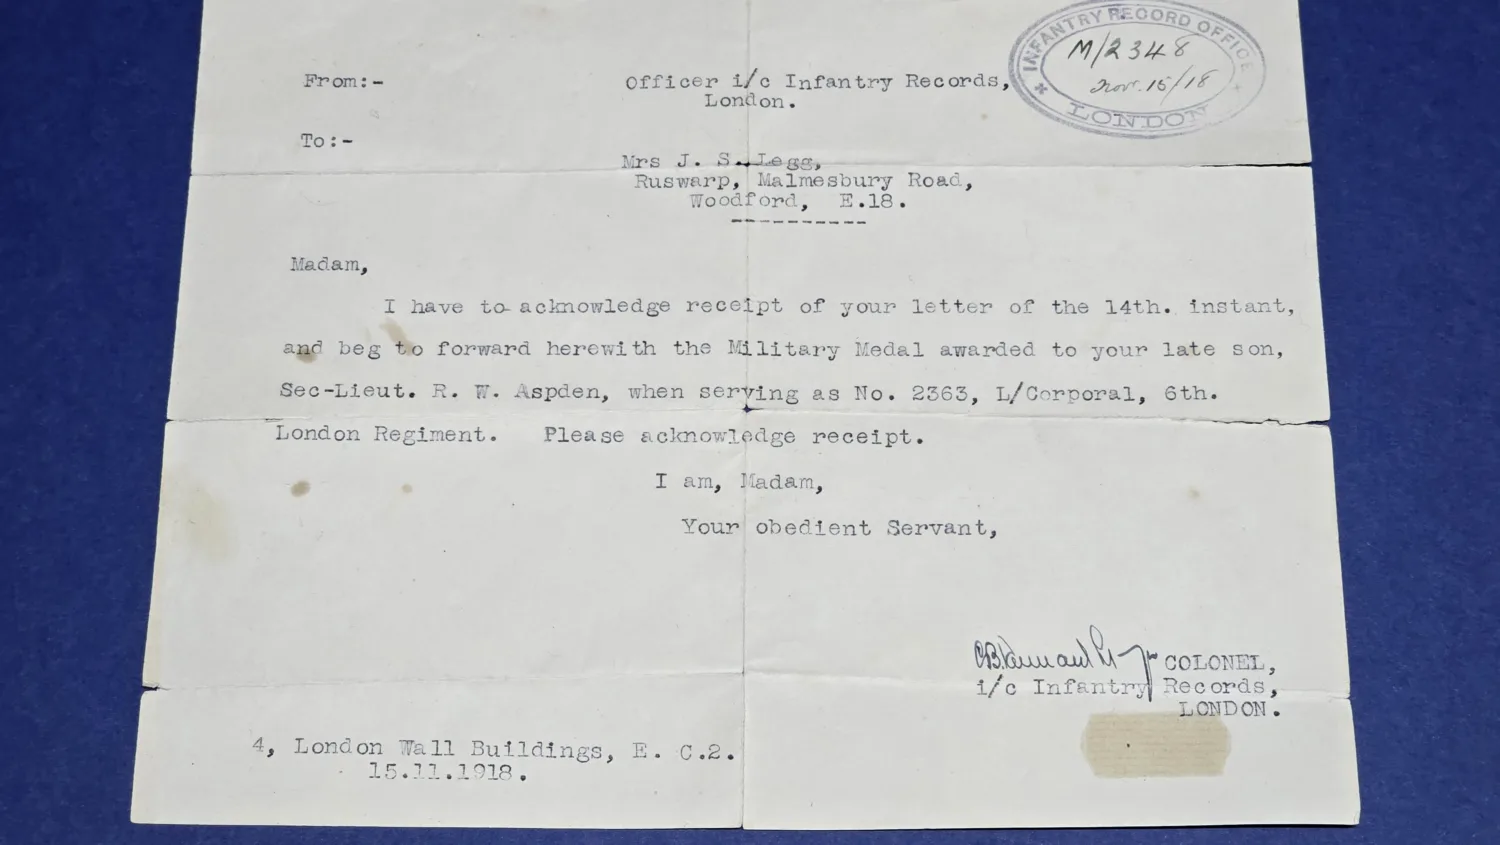 INFANTRY RECORD OFFICE
M/2348
Nov. 15/18
LONDON
From:- Officer i/c Infantry Records,
London.
To:-
Mrs J. S. Legg,
Ruswarp, Malmesbury Road,
Woodford, E.18.
----------
Madam,
I have to acknowledge receipt of your letter of the 14th. instant,
and beg to forward herewith the Military Medal awarded to your late son,
Sec-Lieut. R. W. Aspden, when serving as No. 2363, L/Corporal, 6th.
London Regiment. Please acknowledge receipt.
I am, Madam,
Your obedient Servant,
COLONEL,
i/c Infantry Records,
LONDON.
4, London Wall Buildings, E. C.2.
15.11.1918.